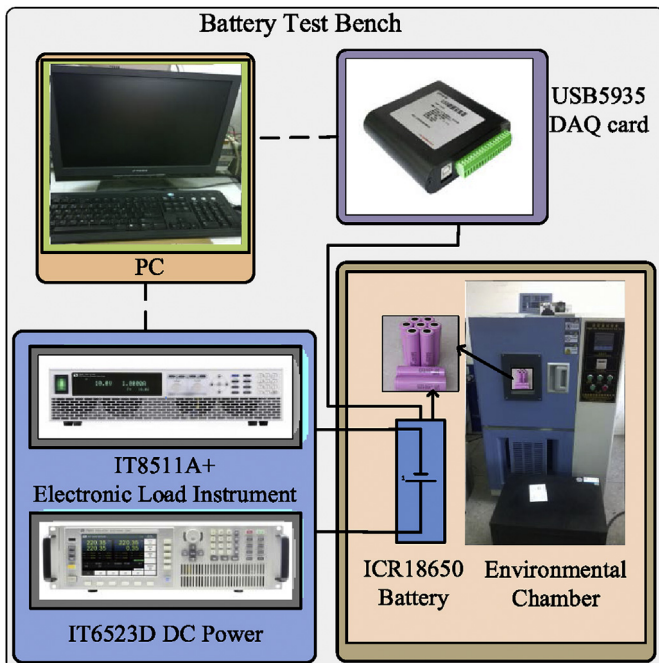 Battery Test Bench
USB5935
DAQ card
PC
IT8511A+
Electronic Load Instrument
IT6523D DC Power
ICR18650
Battery
Environmental
Chamber